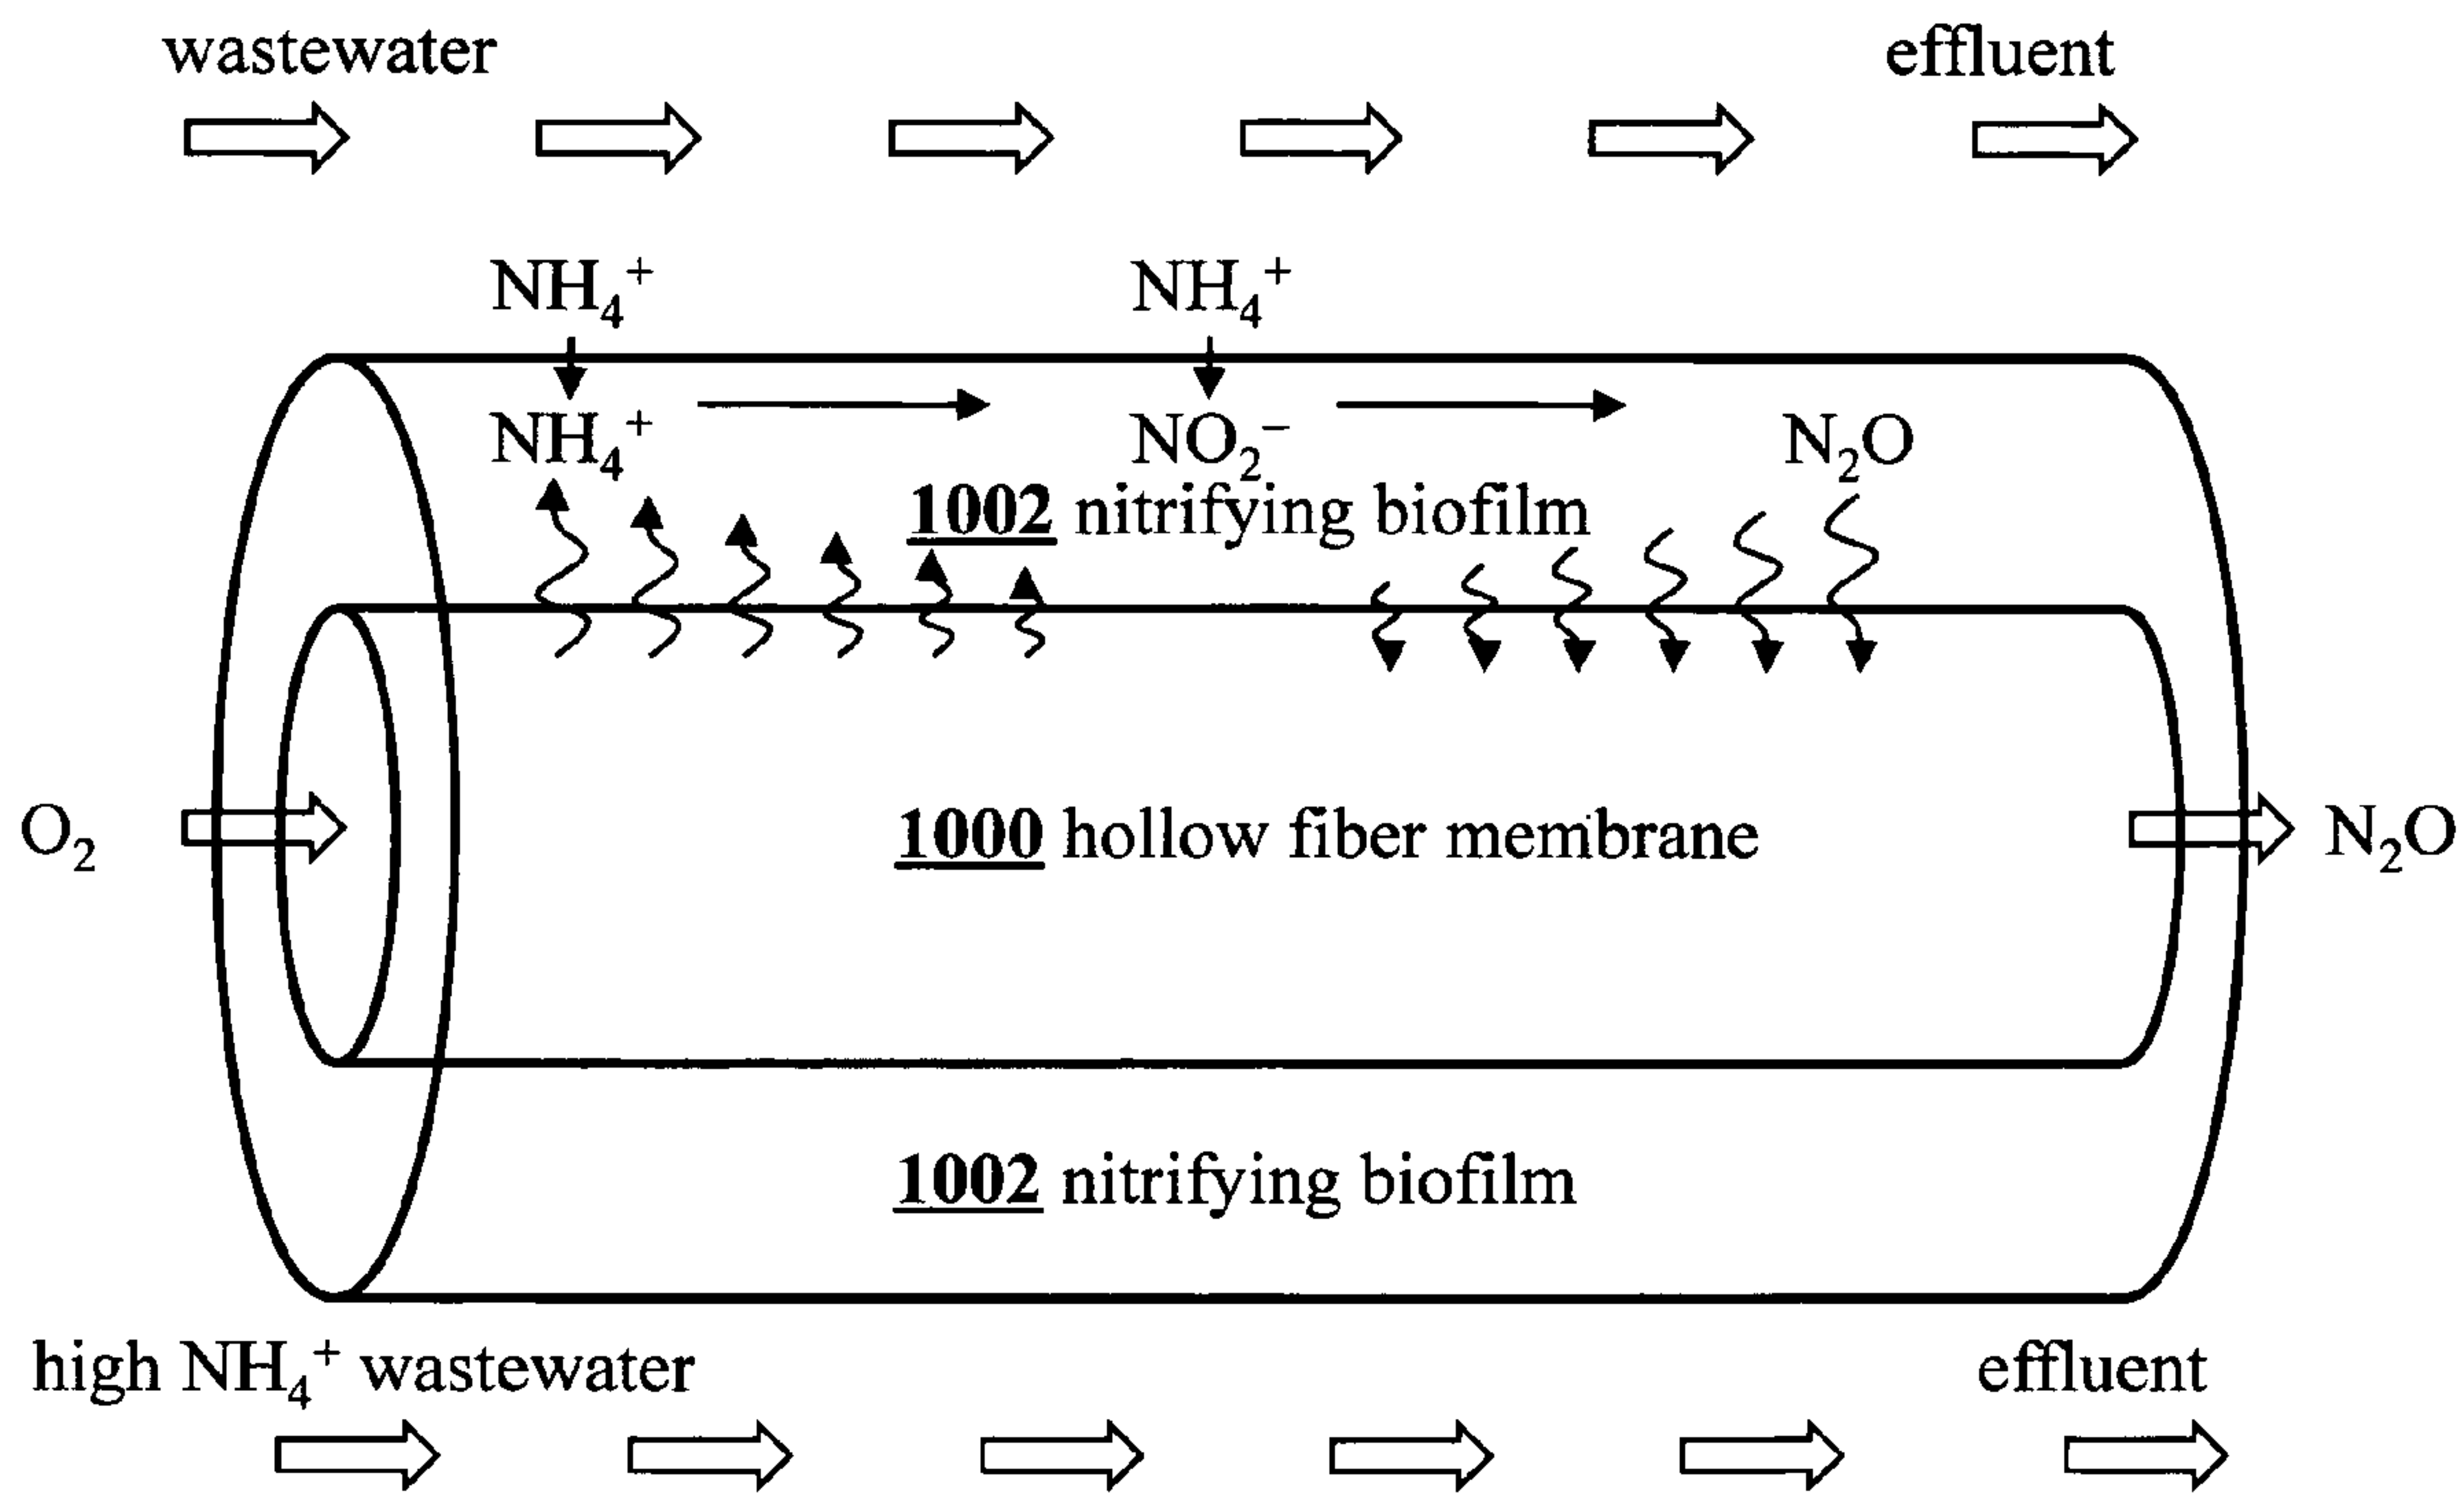 wastewater effluent
NH₄⁺ NH₄⁺
NH₄⁺ NO₂⁻ N₂O
1002 nitrifying biofilm
O₂ 1000 hollow fiber membrane N₂O
1002 nitrifying biofilm
high NH₄⁺ wastewater effluent